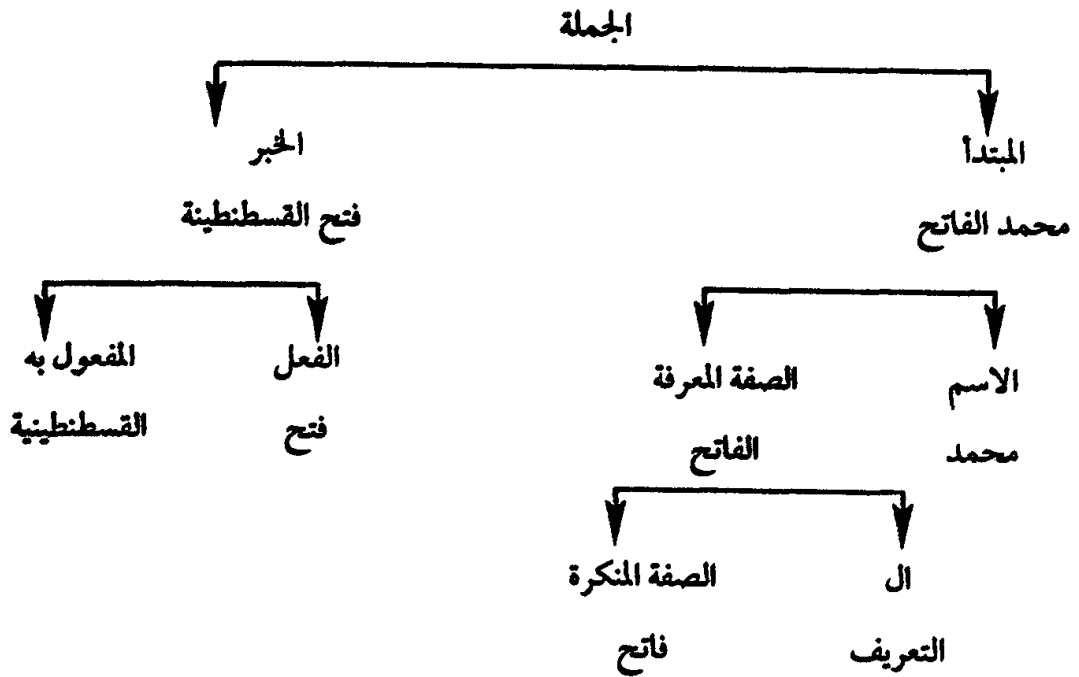 الجملة
المبتدأ
محمد الفاتح
الخبر
فتح القسطنطينة
الاسم
محمد
الصفة المعرفة
الفاتح
الفعل
فتح
المفعول به
القسطنطينية
ال
التعريف
الصفة المنكرة
فاتح